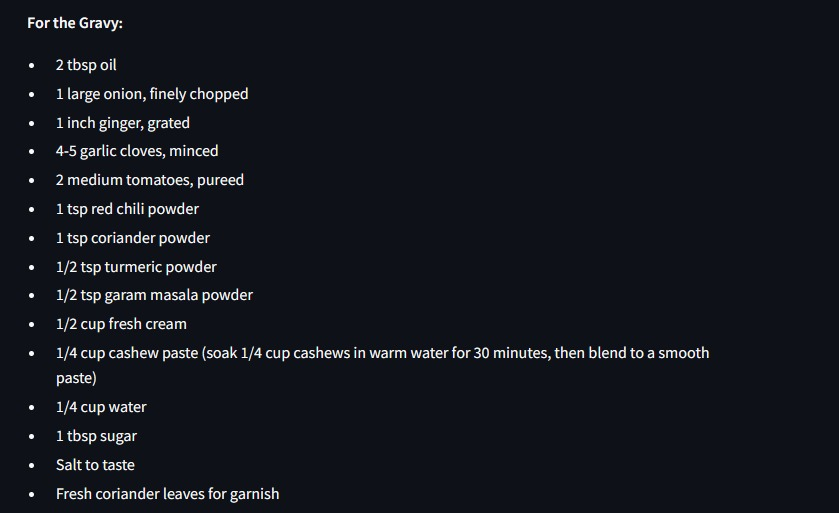 For the Gravy:
• 2 tbsp oil
• 1 large onion, finely chopped
• 1 inch ginger, grated
• 4-5 garlic cloves, minced
• 2 medium tomatoes, pureed
• 1 tsp red chili powder
• 1 tsp coriander powder
• 1/2 tsp turmeric powder
• 1/2 tsp garam masala powder
• 1/2 cup fresh cream
• 1/4 cup cashew paste (soak 1/4 cup cashews in warm water for 30 minutes, then blend to a smooth
paste)
• 1/4 cup water
• 1 tbsp sugar
• Salt to taste
• Fresh coriander leaves for garnish